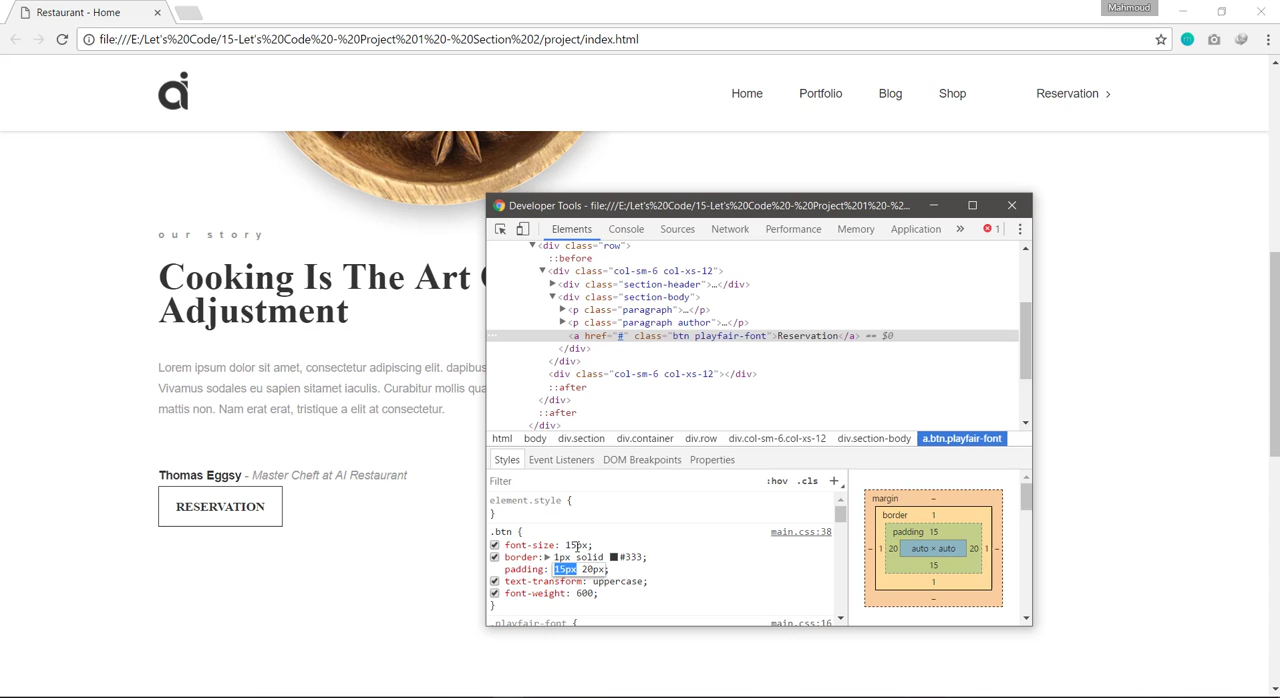 Restaurant - Home
Mahmoud
file:///E:/Let's%20Code/15-Let's%20Code%20-%20Project%201%20-%20Section%202/project/index.html
ai
Home Portfolio Blog Shop Reservation
our story
Cooking Is The Art
Adjustment
Lorem ipsum dolor sit amet, consectetur adipiscing elit. dapibus
Vivamus sodales eu sapien sitamet iaculis. Curabitur mollis qua
mattis non. Nam erat erat, tristique a elit at consectetur.
Thomas Eggsy - Master Cheft at AI Restaurant
RESERVATION
Developer Tools - file:///E:/Let's%20Code/15-Let's%20Code%20-%20Project%201%20-%2...
Elements Console Sources Network Performance Memory Application » 1
▼<div class="row">
::before
▼<div class="col-sm-6 col-xs-12">
▶<div class="section-header">…</div>
▼<div class="section-body">
▶<p class="paragraph">…</p>
▶<p class="paragraph author">…</p>
<a href="#" class="btn playfair-font">Reservation</a> == $0
</div>
</div>
<div class="col-sm-6 col-xs-12"></div>
::after
</div>
::after
</div>
html body div.section div.container div.row div.col-sm-6.col-xs-12 div.section-body a.btn.playfair-font
Styles Event Listeners DOM Breakpoints Properties
Filter :hov .cls +
element.style {
}
.btn { main.css:38
font-size: 15px;
border:▶ 1px solid #333;
padding: 15px 20px;
text-transform: uppercase;
font-weight: 600;
}
.playfair-font { main.css:16
margin –
border 1
padding 15
– 1 20 auto × auto 20 1 –
15
1
–